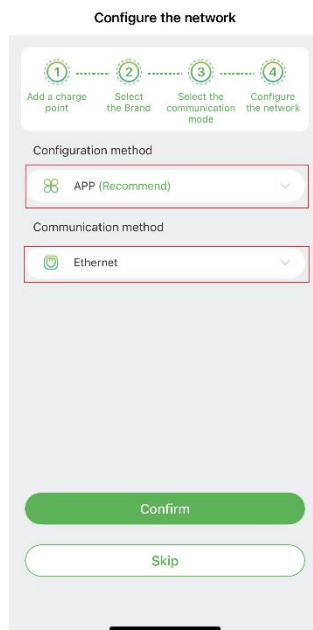 Configure the network
1 2 3 4
Add a charge Select Select the Configure
point the Brand communication the network
mode
Configuration method
APP (Recommend)
Communication method
Ethernet
Confirm
Skip